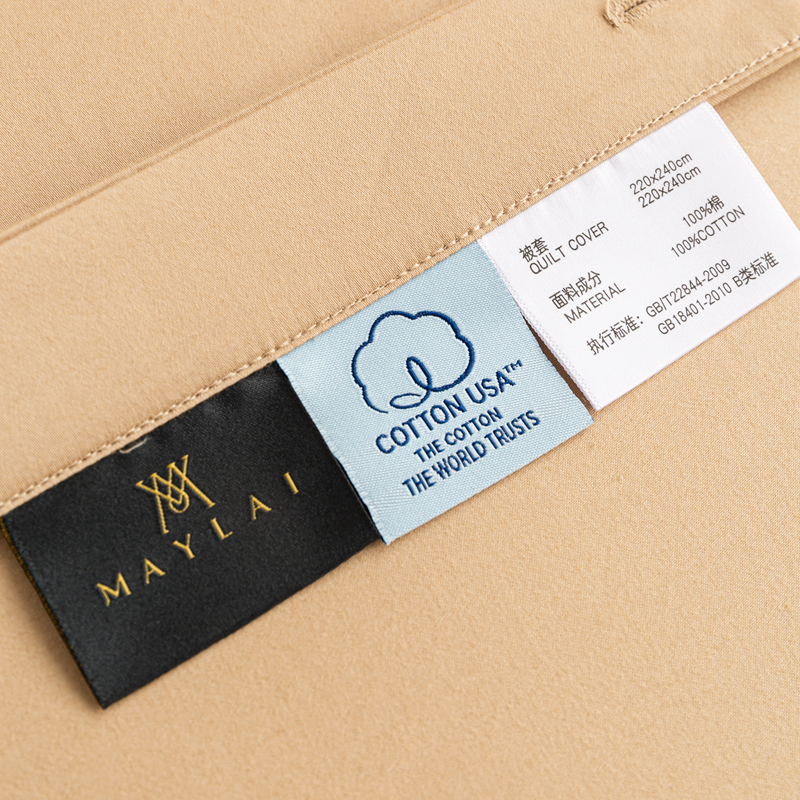 MAYLAI
COTTON USA™
THE COTTON
THE WORLD TRUSTS
220x240cm
220x240cm
被套
QUILT COVER
100%棉
100%COTTON
面料成分
MATERIAL
执行标准: GB/T22844-2009
GB18401-2010 B类标准